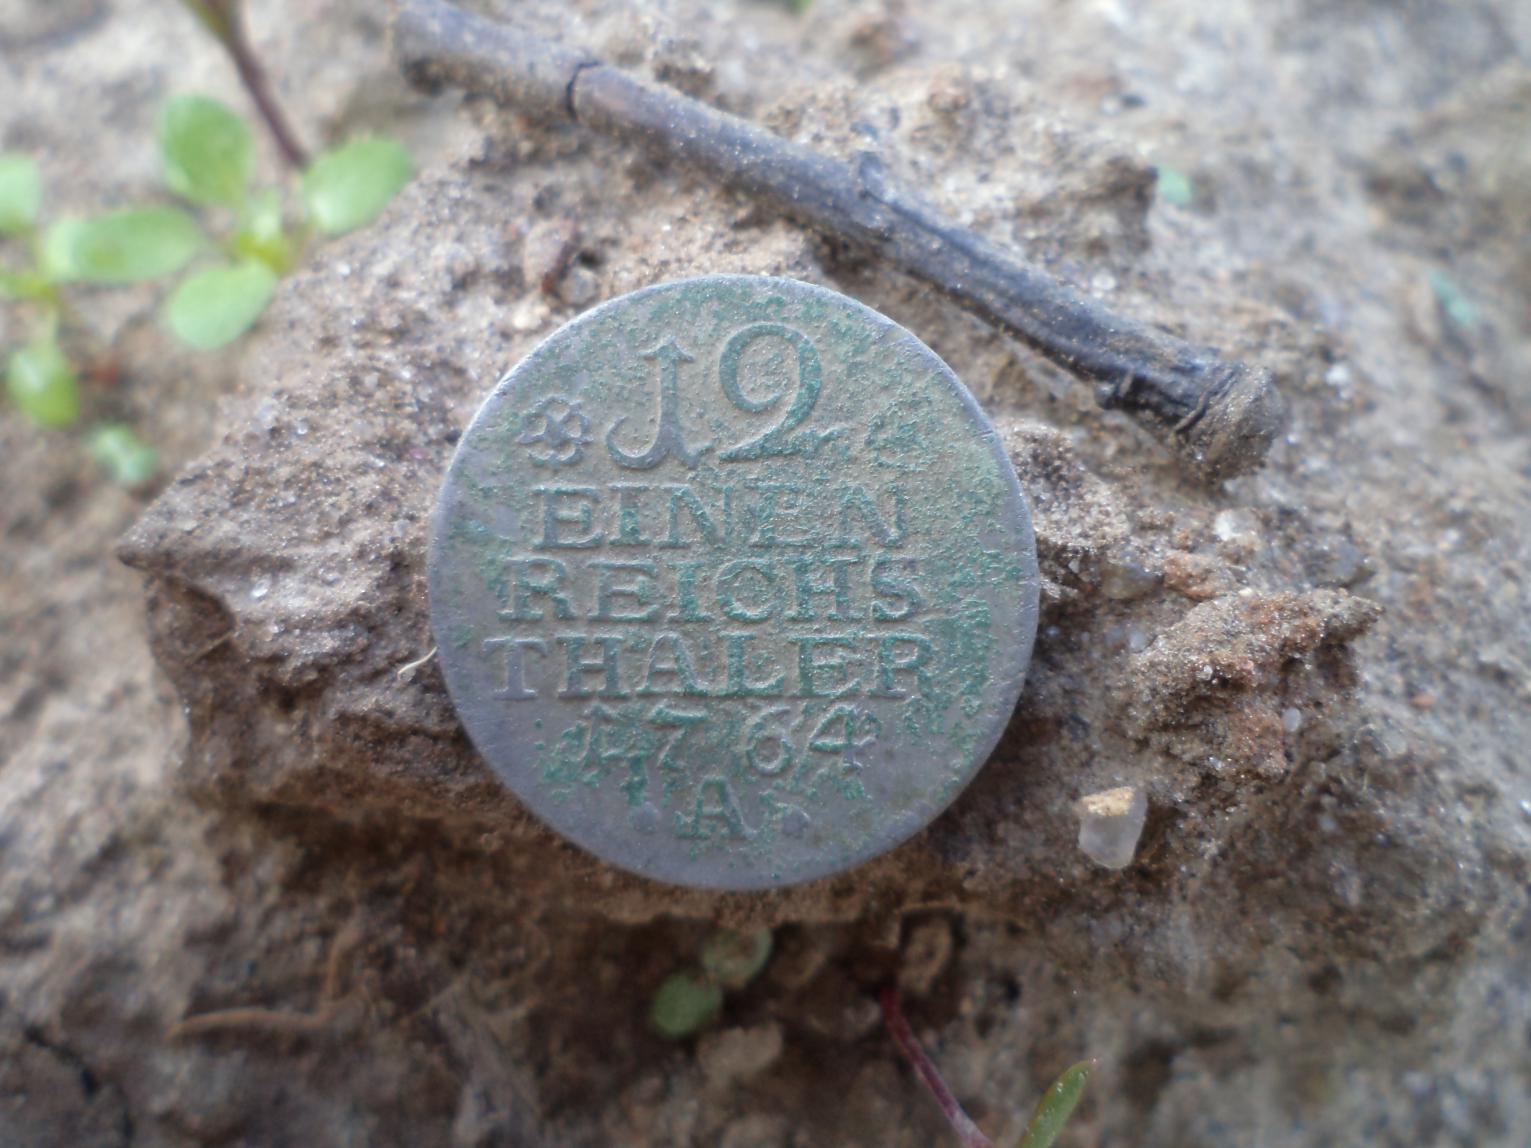 12
EINEN
REICHS
THALER
1764
A